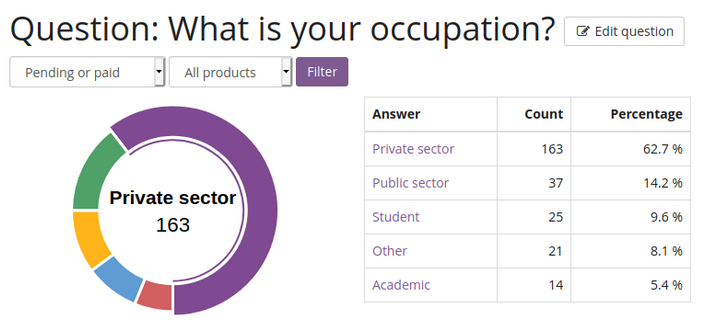 Question: What is your occupation? Edit question
Pending or paid All products Filter
Private sector
163
Answer Count Percentage
Private sector 163 62.7 %
Public sector 37 14.2 %
Student 25 9.6 %
Other 21 8.1 %
Academic 14 5.4 %